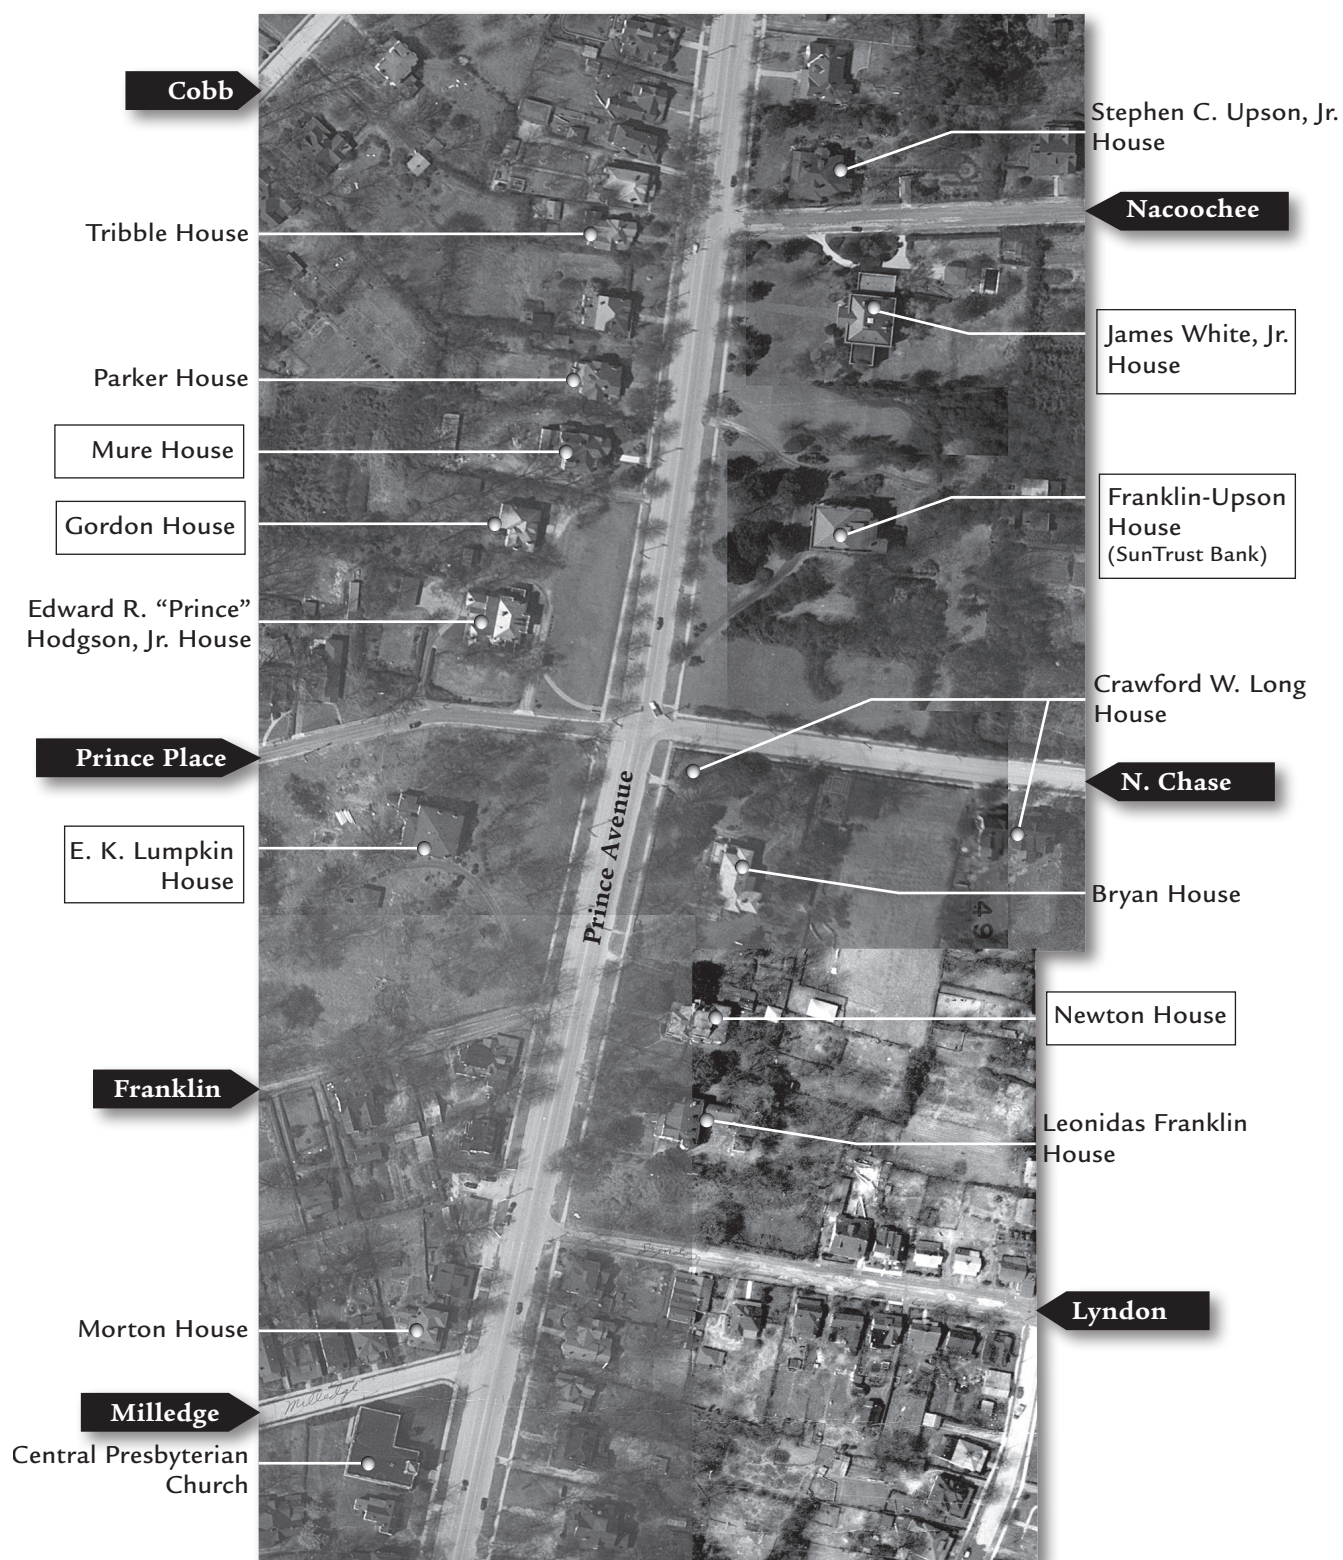 Cobb
Stephen C. Upson, Jr.
House
Nacoochee
Tribble House
James White, Jr.
House
Parker House
Mure House
Franklin-Upson
House
(SunTrust Bank)
Gordon House
Edward R. “Prince”
Hodgson, Jr. House
Crawford W. Long
House
Prince Place
N. Chase
Prince Avenue
E. K. Lumpkin
House
Bryan House
49
Newton House
Franklin
Leonidas Franklin
House
Lyndon
Morton House
Milledge
Milledge
Central Presbyterian
Church